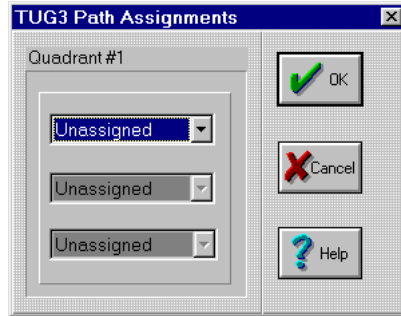 TUG3 Path Assignments
Quadrant #1
Unassigned
Unassigned
Unassigned
OK
Cancel
Help